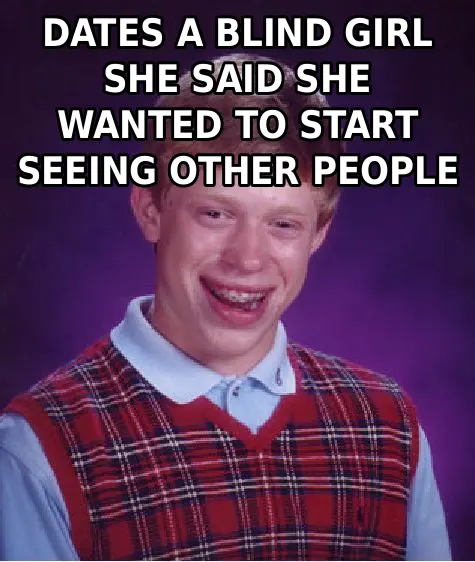 DATES A BLIND GIRL
SHE SAID SHE
WANTED TO START
SEEING OTHER PEOPLE